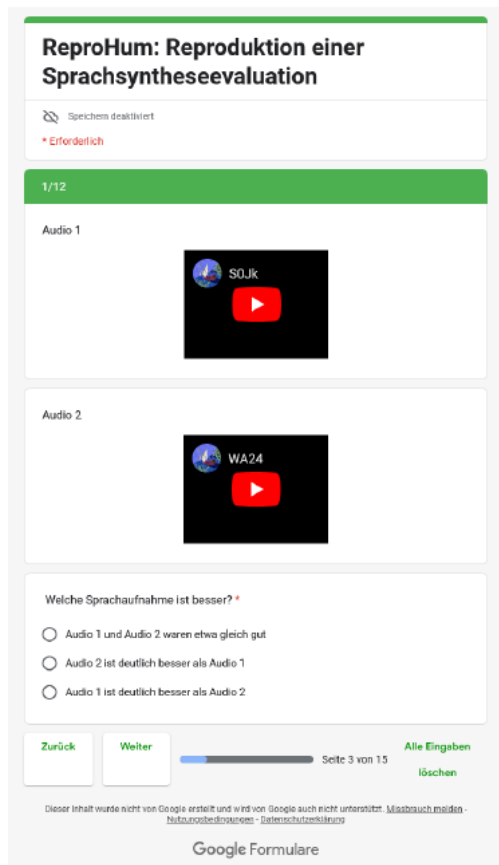 ReproHum: Reproduktion einer
Sprachsyntheseevaluation
Speichern deaktiviert
* Erforderlich
1/12
Audio 1
S0Jk
Audio 2
WA24
Welche Sprachaufnahme ist besser? *
Audio 1 und Audio 2 waren etwa gleich gut
Audio 2 ist deutlich besser als Audio 1
Audio 1 ist deutlich besser als Audio 2
Zurück
Weiter
Seite 3 von 15
Alle Eingaben
löschen
Dieser Inhalt wurde nicht von Google erstellt und wird von Google auch nicht unterstützt. Missbrauch melden -
Nutzungsbedingungen - Datenschutzerklärung
Google Formulare